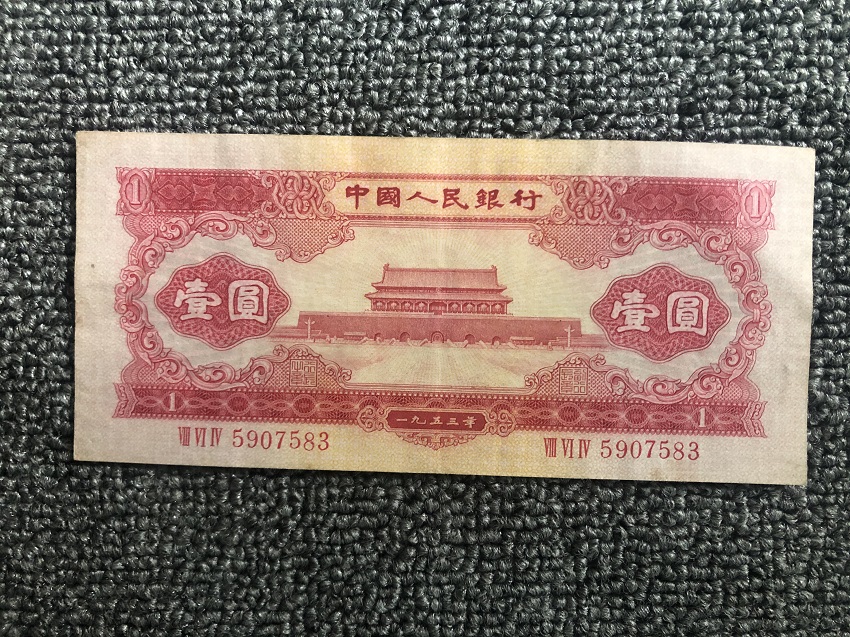 1 中國人民銀行 1
壹圓 壹圓
1 一九五三年 1
VIII VI IV 5907583 VIII VI IV 5907583